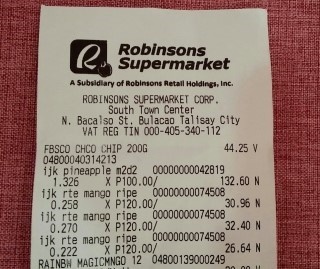 R
Robinsons
Supermarket
A Subsidiary of Robinsons Retail Holdings, Inc.
ROBINSONS SUPERMARKET CORP.
South Town Center
N. Bacalso St. Bulacao Talisay City
VAT REG TIN 000-405-340-112
FBSCO CHCO CHIP 200G 44.25 V
04800040314213
ijk pineapple m2d2 00000000042819
1.326 X P100.00/ 132.60 N
ijk rte mango ripe 00000000074508
0.258 X P120.00/ 30.96 N
ijk rte mango ripe 00000000074508
0.270 X P120.00/ 32.40 N
ijk rte mango ripe 00000000074508
0.222 X P120.00/ 26.64 N
RAINBW MAGICMNGO 12 04800139000249